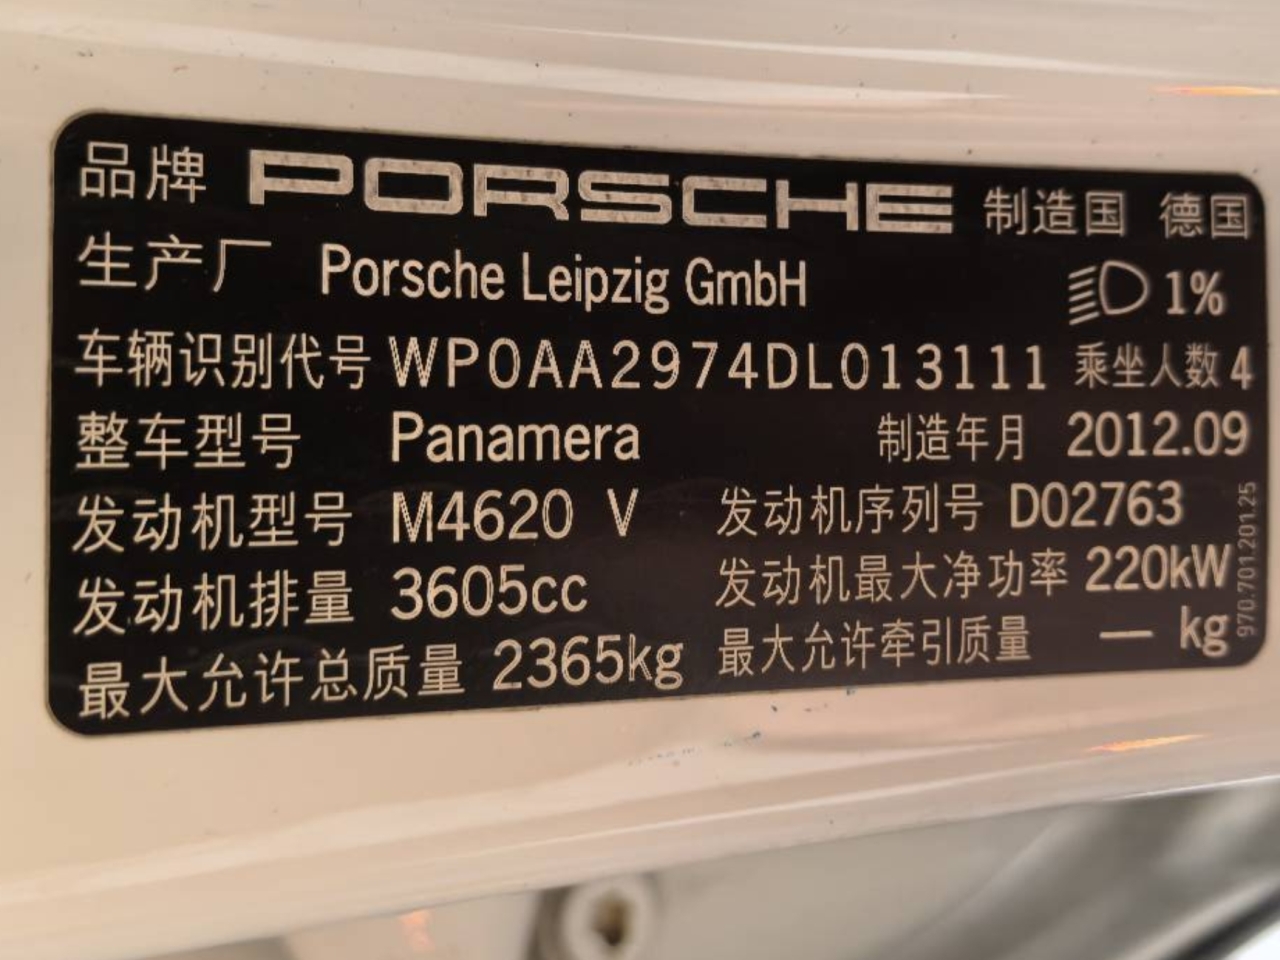 品牌 PORSCHE 制造国 德国
生产厂 Porsche Leipzig GmbH 1%
车辆识别代号 WP0AA2974DL013111 乘坐人数 4
整车型号 Panamera 制造年月 2012.09
发动机型号 M4620 V 发动机序列号 D02763
发动机排量 3605cc 发动机最大净功率 220kW
最大允许总质量 2365kg 最大允许牵引质量 — kg
970.701.201.25